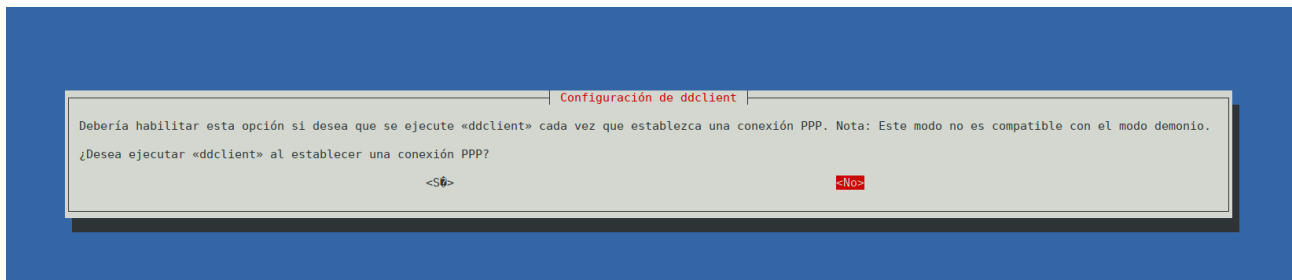 Configuración de ddclient
Debería habilitar esta opción si desea que se ejecute «ddclient» cada vez que establezca una conexión PPP. Nota: Este modo no es compatible con el modo demonio.
¿Desea ejecutar «ddclient» al establecer una conexión PPP?
<S�> <No>